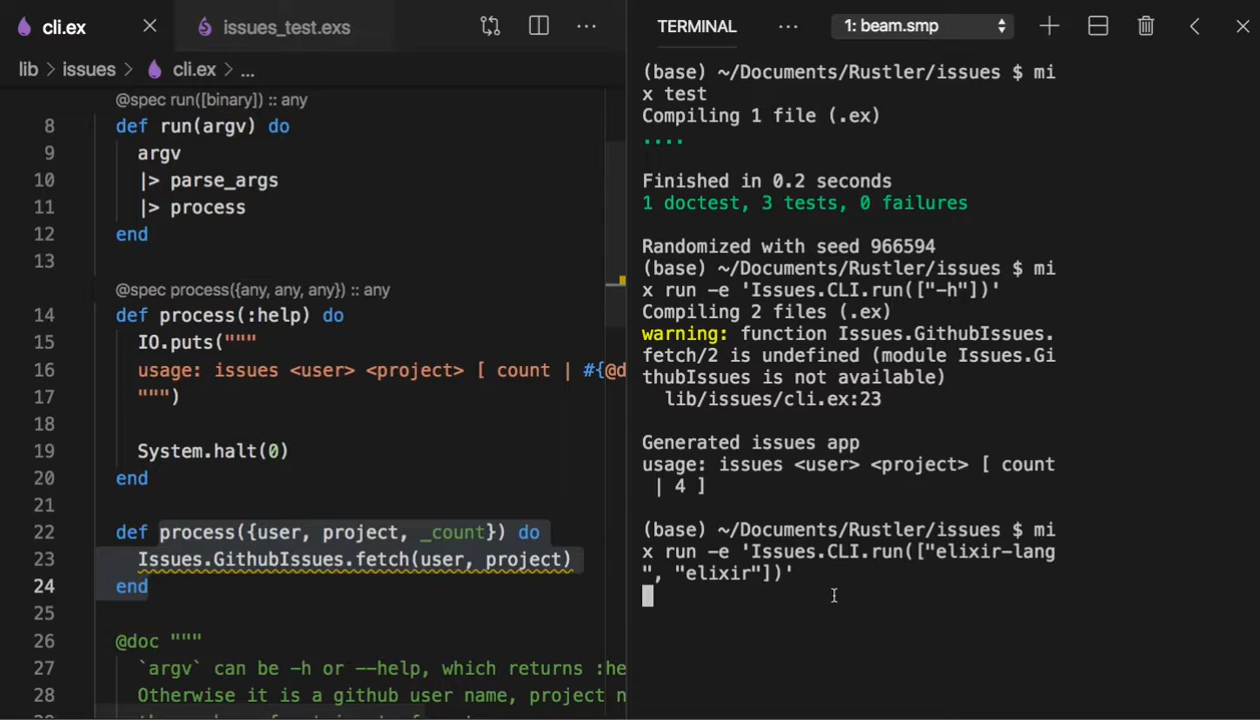 cli.ex
issues_test.exs
lib > issues > cli.ex > ...
@spec run([binary]) :: any
8 def run(argv) do
9 argv
10 |> parse_args
11 |> process
12 end
13
@spec process({any, any, any}) :: any
14 def process(:help) do
15 IO.puts("""
16 usage: issues <user> <project> [ count | #{@d
17 """)
18
19 System.halt(0)
20 end
21
22 def process({user, project, _count}) do
23 Issues.GithubIssues.fetch(user, project)
24 end
25
26 @doc """
27 `argv` can be -h or --help, which returns :he
28 Otherwise it is a github user name, project n
TERMINAL ... 1: beam.smp
(base) ~/Documents/Rustler/issues $ mi
x test
Compiling 1 file (.ex)
....
Finished in 0.2 seconds
1 doctest, 3 tests, 0 failures
Randomized with seed 966594
(base) ~/Documents/Rustler/issues $ mi
x run -e 'Issues.CLI.run(["-h"])'
Compiling 2 files (.ex)
warning: function Issues.GithubIssues.
fetch/2 is undefined (module Issues.Gi
thubIssues is not available)
lib/issues/cli.ex:23
Generated issues app
usage: issues <user> <project> [ count
| 4 ]
(base) ~/Documents/Rustler/issues $ mi
x run -e 'Issues.CLI.run(["elixir-lang
", "elixir"])'